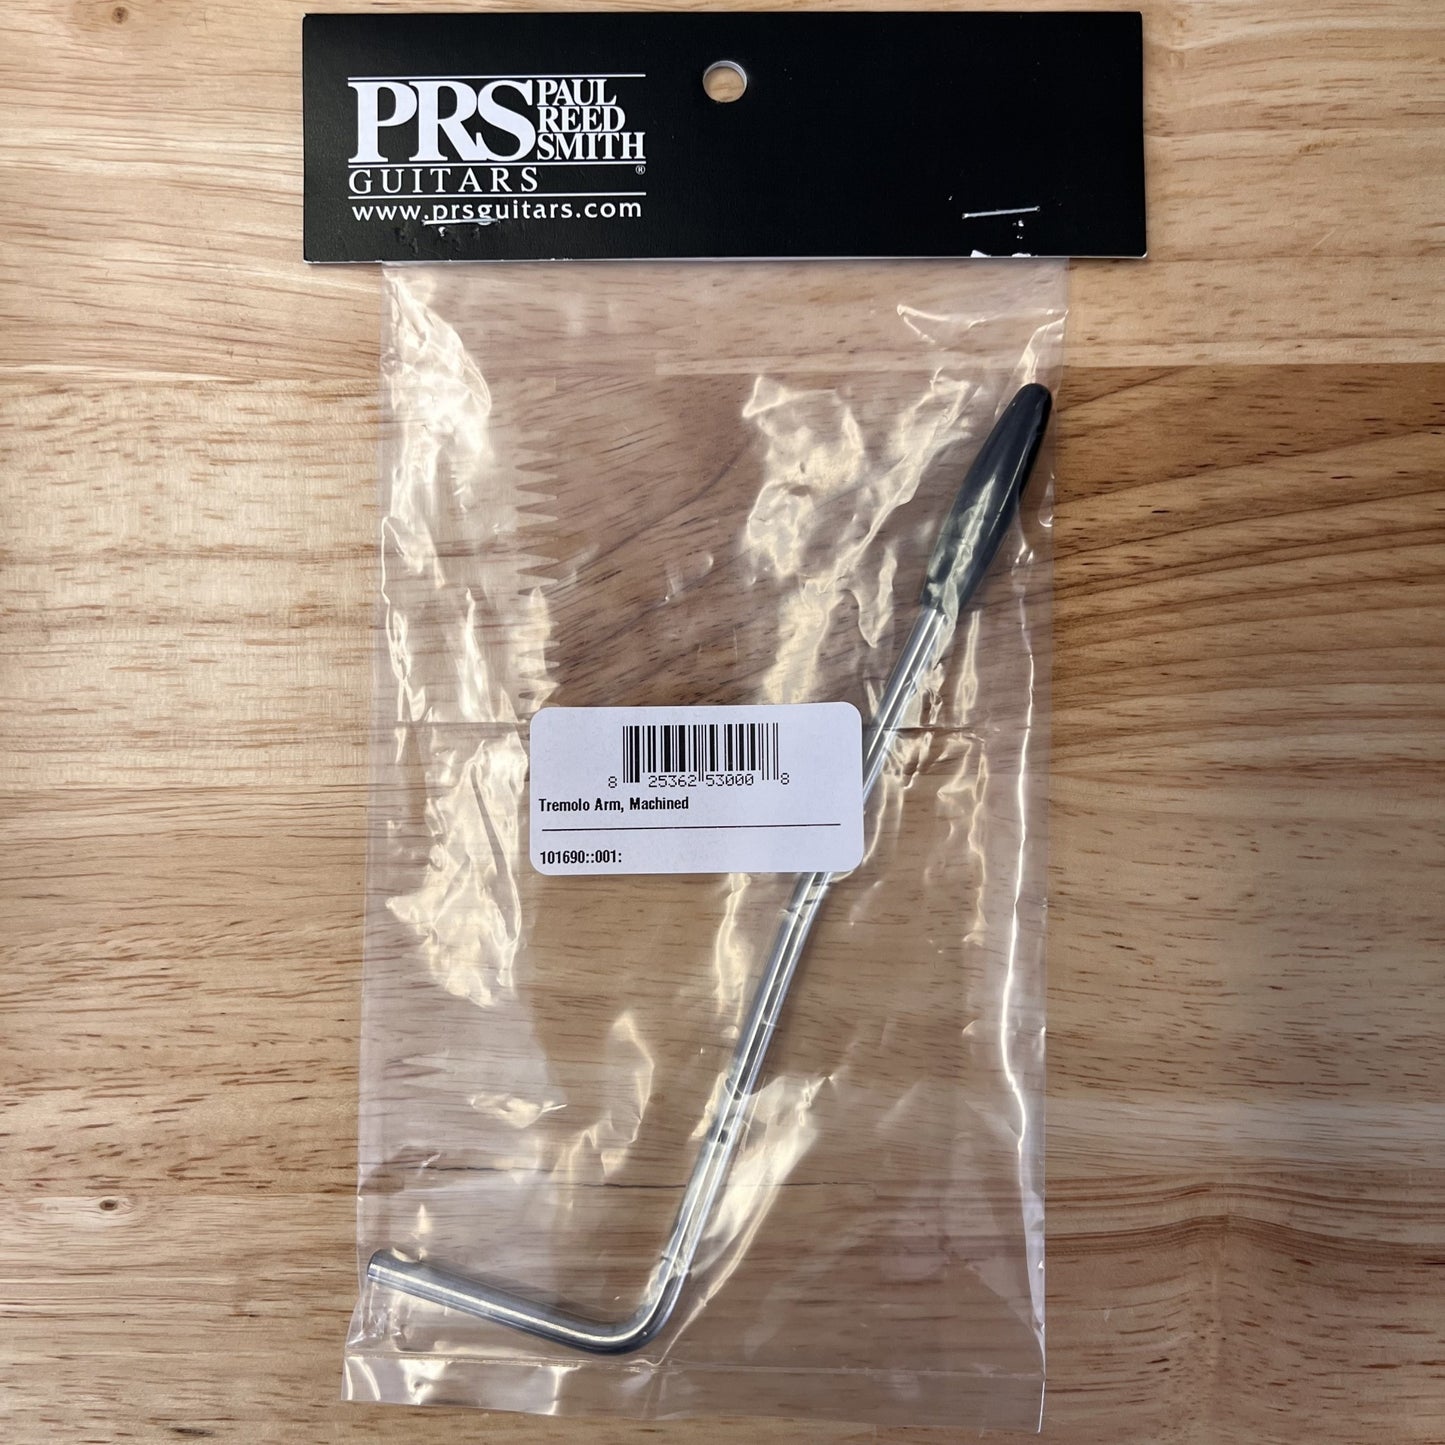 PRS PAUL REED SMITH
GUITARS ®
www.prsguitars.com
8 25362 53000 8
Tremolo Arm, Machined
101690::001: